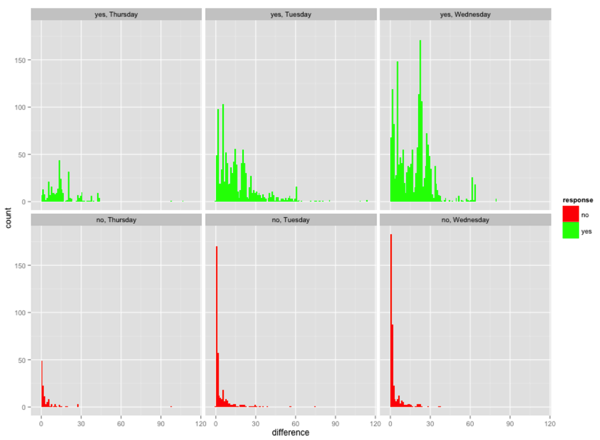 yes, Thursday yes, Tuesday yes, Wednesday
150
100
50
0
no, Thursday no, Tuesday no, Wednesday
150
100
50
0
0 30 60 90 120 0 30 60 90 120 0 30 60 90 120
count
difference
response
no
yes